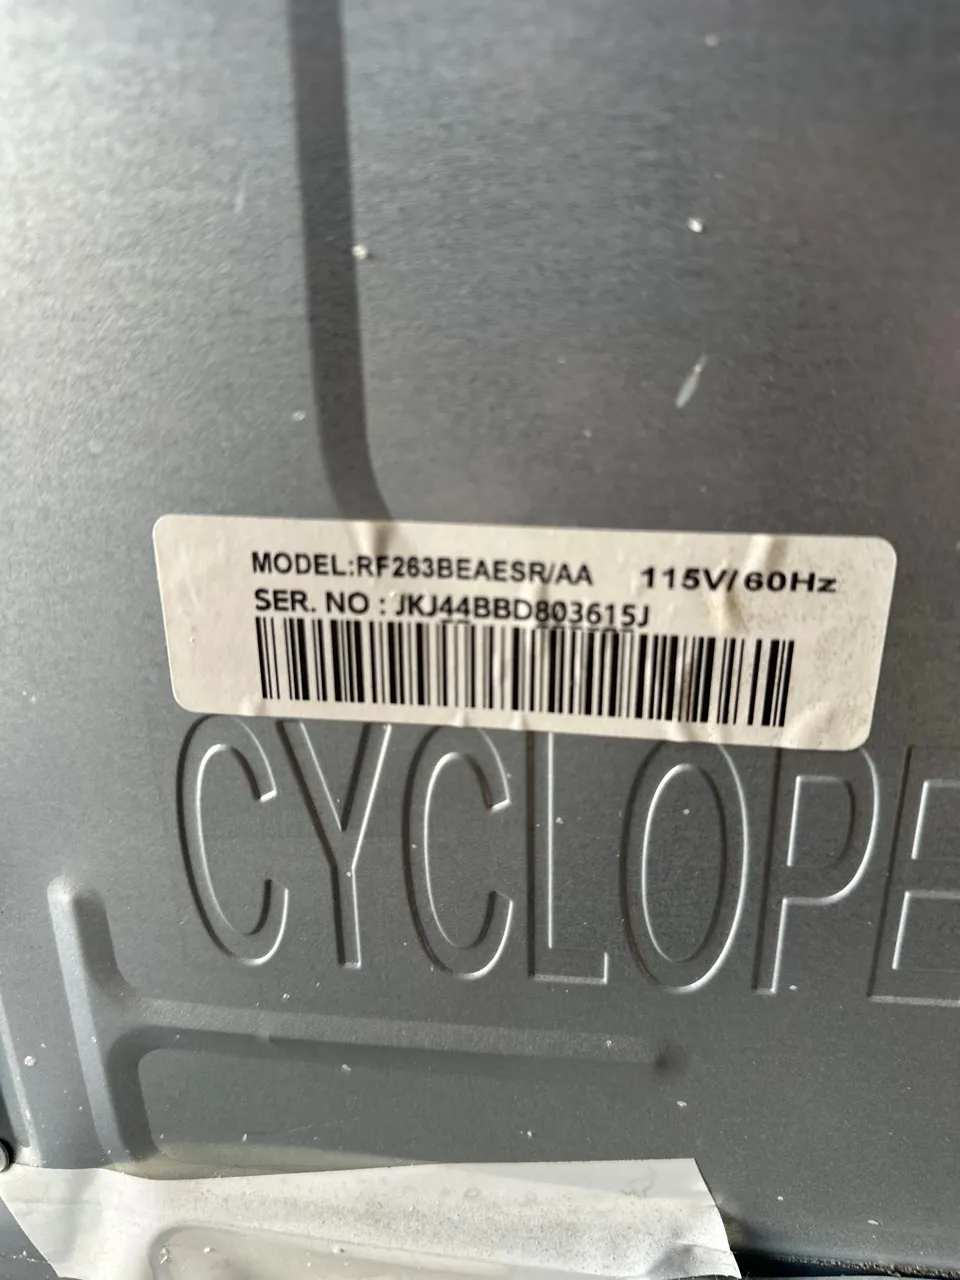 MODEL:RF263BEAESR/AA 115V/60Hz
SER. NO : JKJ44BBD803615J
CYCLOPE